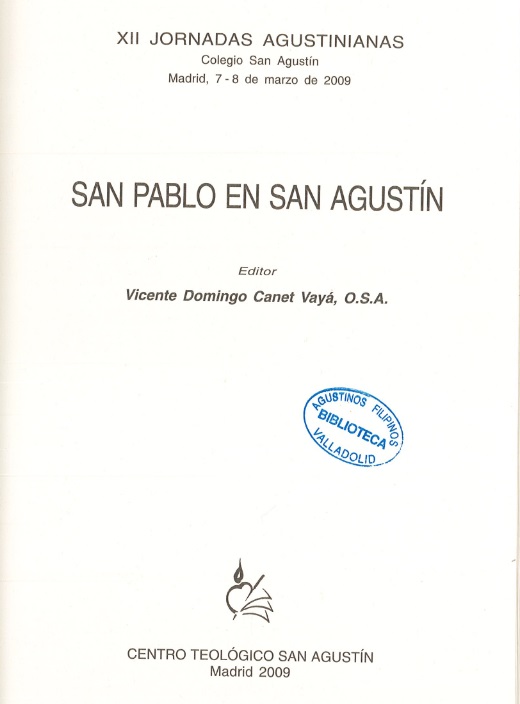 XII JORNADAS AGUSTINIANAS
Colegio San Agustín
Madrid, 7 - 8 de marzo de 2009
SAN PABLO EN SAN AGUSTÍN
Editor
Vicente Domingo Canet Vayá, O.S.A.
AGUSTINOS FILIPINOS
BIBLIOTECA
VALLADOLID
CENTRO TEOLÓGICO SAN AGUSTÍN
Madrid 2009